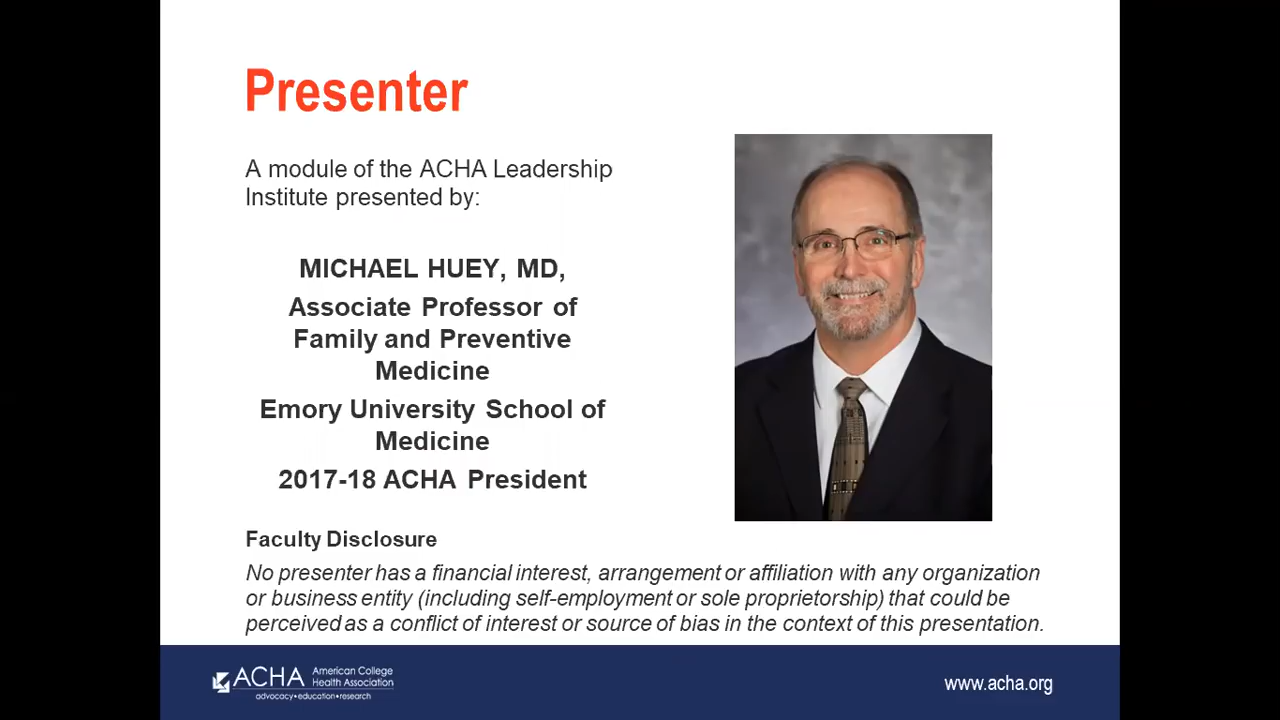 Presenter
A module of the ACHA Leadership
Institute presented by:
MICHAEL HUEY, MD,
Associate Professor of
Family and Preventive
Medicine
Emory University School of
Medicine
2017-18 ACHA President
Faculty Disclosure
No presenter has a financial interest, arrangement or affiliation with any organization
or business entity (including self-employment or sole proprietorship) that could be
perceived as a conflict of interest or source of bias in the context of this presentation.
ACHA
American College
Health Association
advocacy•education•research
www.acha.org